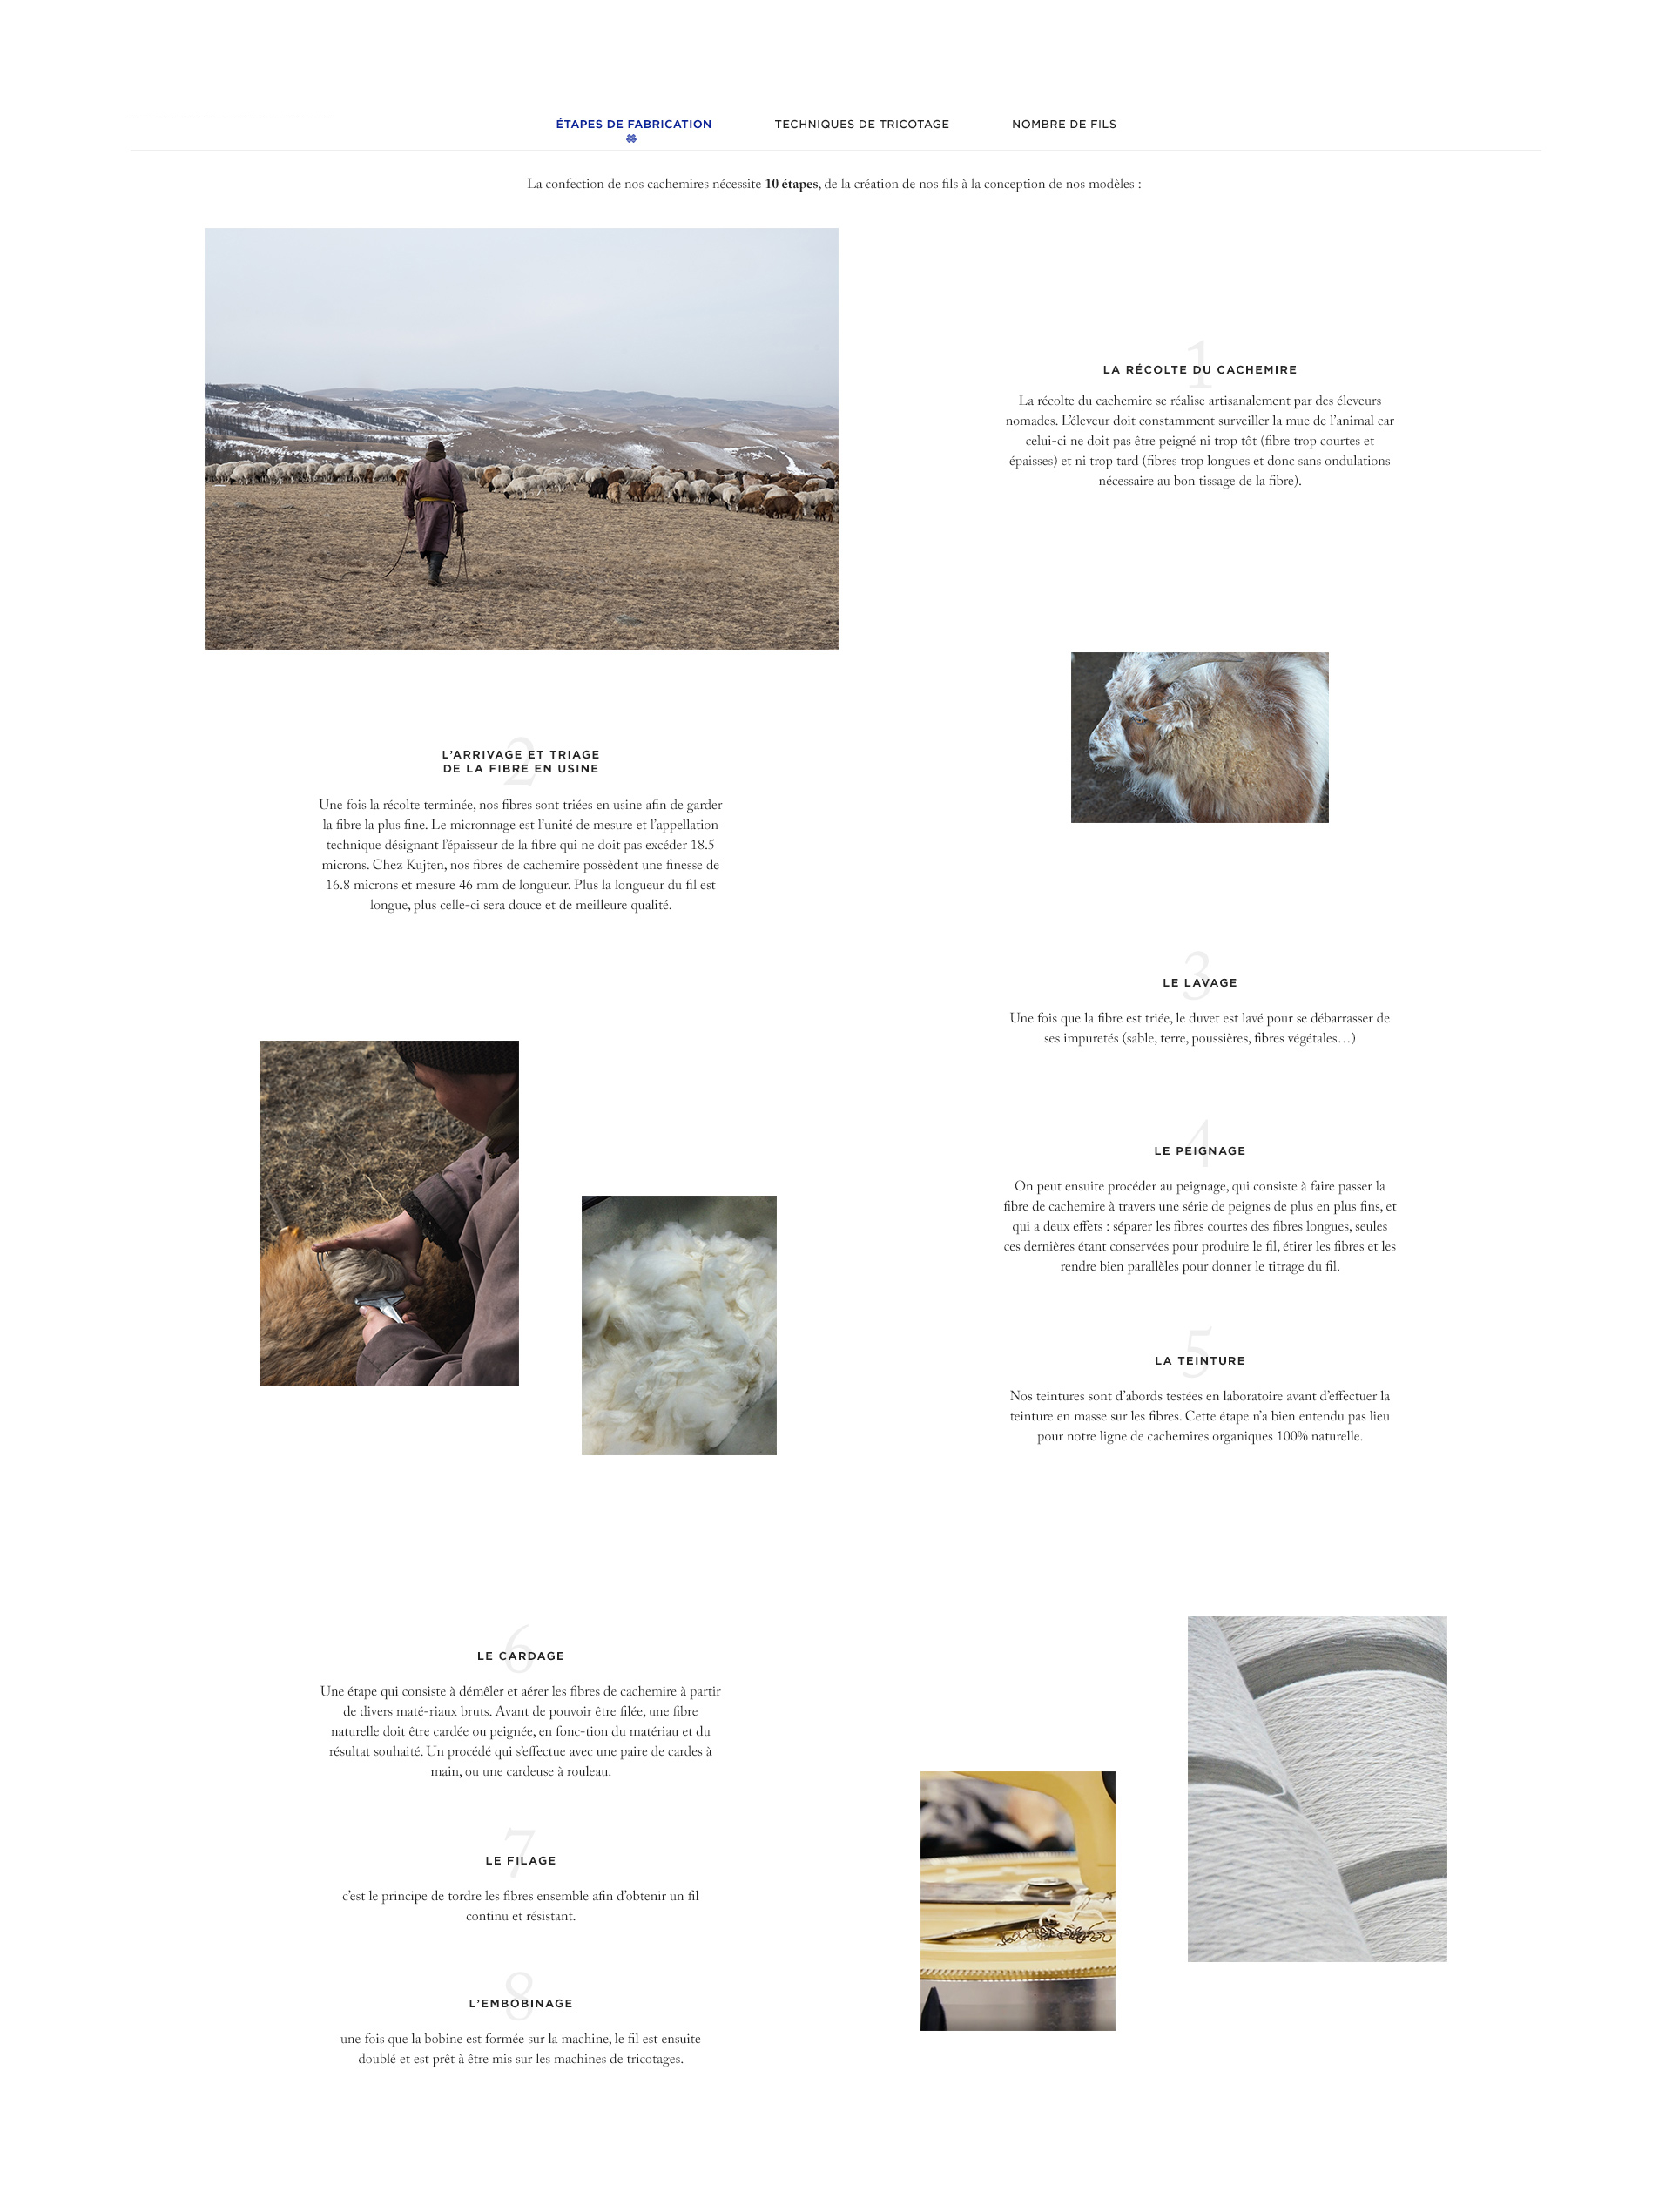 ÉTAPES DE FABRICATION
TECHNIQUES DE TRICOTAGE
NOMBRE DE FILS
La confection de nos cachemires nécessite 10 étapes, de la création de nos fils à la conception de nos modèles :
1
LA RÉCOLTE DU CACHEMIRE
La récolte du cachemire se réalise artisanalement par des éleveurs
nomades. L'éleveur doit constamment surveiller la mue de l'animal car
celui-ci ne doit pas être peigné ni trop tôt (fibre trop courtes et
épaisses) et ni trop tard (fibres trop longues et donc sans ondulations
nécessaire au bon tissage de la fibre).
2
L'ARRIVAGE ET TRIAGE
DE LA FIBRE EN USINE
Une fois la récolte terminée, nos fibres sont triées en usine afin de garder
la fibre la plus fine. Le micronnage est l'unité de mesure et l'appellation
technique désignant l'épaisseur de la fibre qui ne doit pas excéder 18.5
microns. Chez Kujten, nos fibres de cachemire possèdent une finesse de
16.8 microns et mesure 46 mm de longueur. Plus la longueur du fil est
longue, plus celle-ci sera douce et de meilleure qualité.
3
LE LAVAGE
Une fois que la fibre est triée, le duvet est lavé pour se débarrasser de
ses impuretés (sable, terre, poussières, fibres végétales…)
4
LE PEIGNAGE
On peut ensuite procéder au peignage, qui consiste à faire passer la
fibre de cachemire à travers une série de peignes de plus en plus fins, et
qui a deux effets : séparer les fibres courtes des fibres longues, seules
ces dernières étant conservées pour produire le fil, étirer les fibres et les
rendre bien parallèles pour donner le titrage du fil.
5
LA TEINTURE
Nos teintures sont d'abords testées en laboratoire avant d'effectuer la
teinture en masse sur les fibres. Cette étape n'a bien entendu pas lieu
pour notre ligne de cachemires organiques 100% naturelle.
6
LE CARDAGE
Une étape qui consiste à démêler et aérer les fibres de cachemire à partir
de divers maté-riaux bruts. Avant de pouvoir être filée, une fibre
naturelle doit être cardée ou peignée, en fonc-tion du matériau et du
résultat souhaité. Un procédé qui s'effectue avec une paire de cardes à
main, ou une cardeuse à rouleau.
7
LE FILAGE
c'est le principe de tordre les fibres ensemble afin d'obtenir un fil
continu et résistant.
8
L'EMBOBINAGE
une fois que la bobine est formée sur la machine, le fil est ensuite
doublé et est prêt à être mis sur les machines de tricotages.